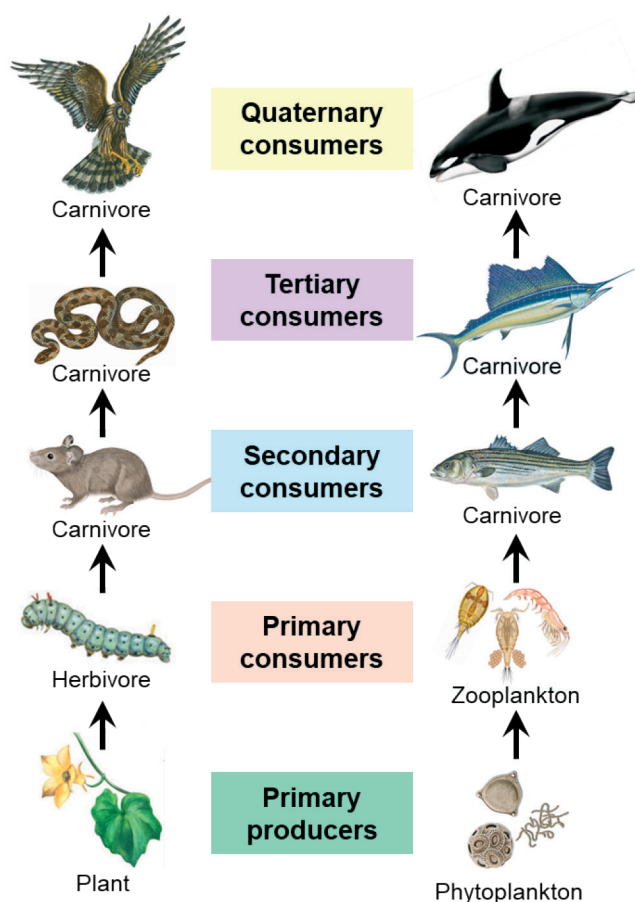 Quaternary
consumers
Carnivore
Carnivore
Tertiary
consumers
Carnivore
Carnivore
Secondary
consumers
Carnivore
Carnivore
Primary
consumers
Herbivore
Zooplankton
Primary
producers
Plant
Phytoplankton